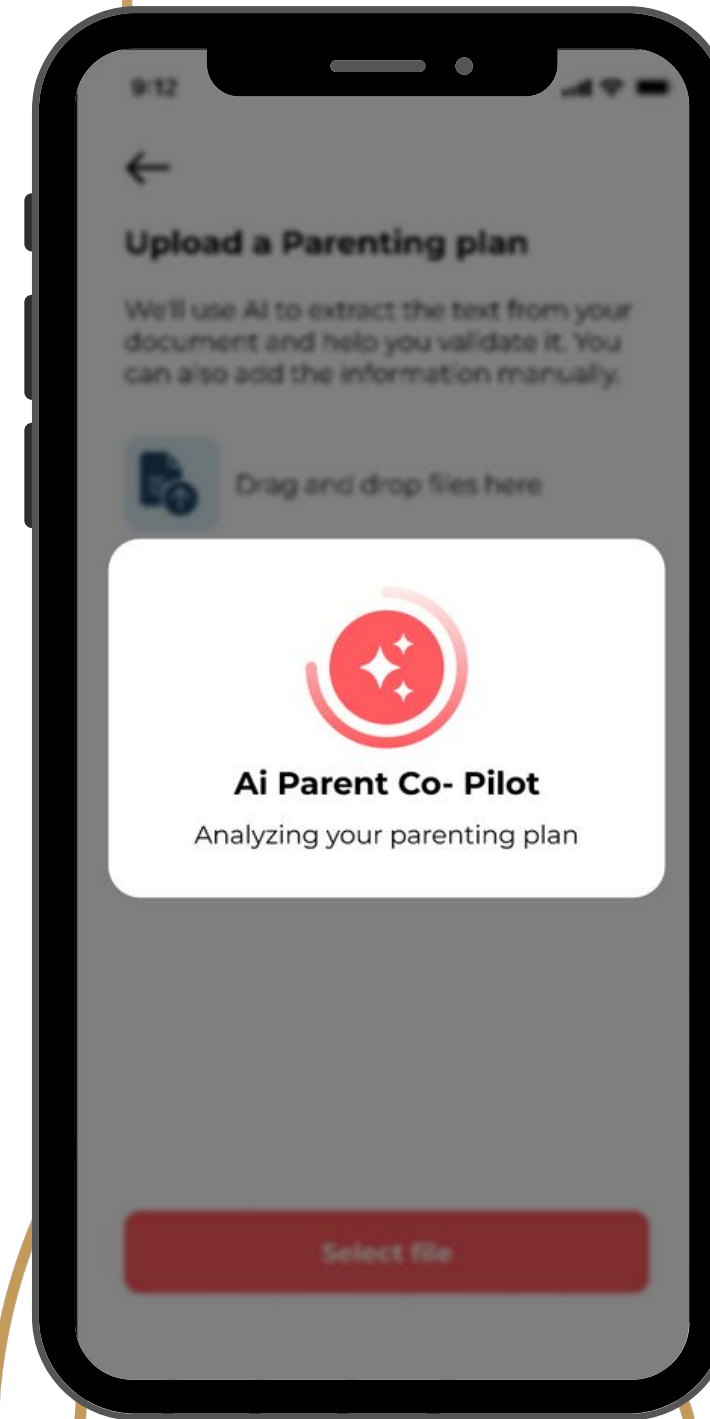 9:12
Upload a Parenting plan
We'll use AI to extract the text from your
document and help you validate it. You
can also add the information manually.
Drag and drop files here
Ai Parent Co- Pilot
Analyzing your parenting plan
Select file